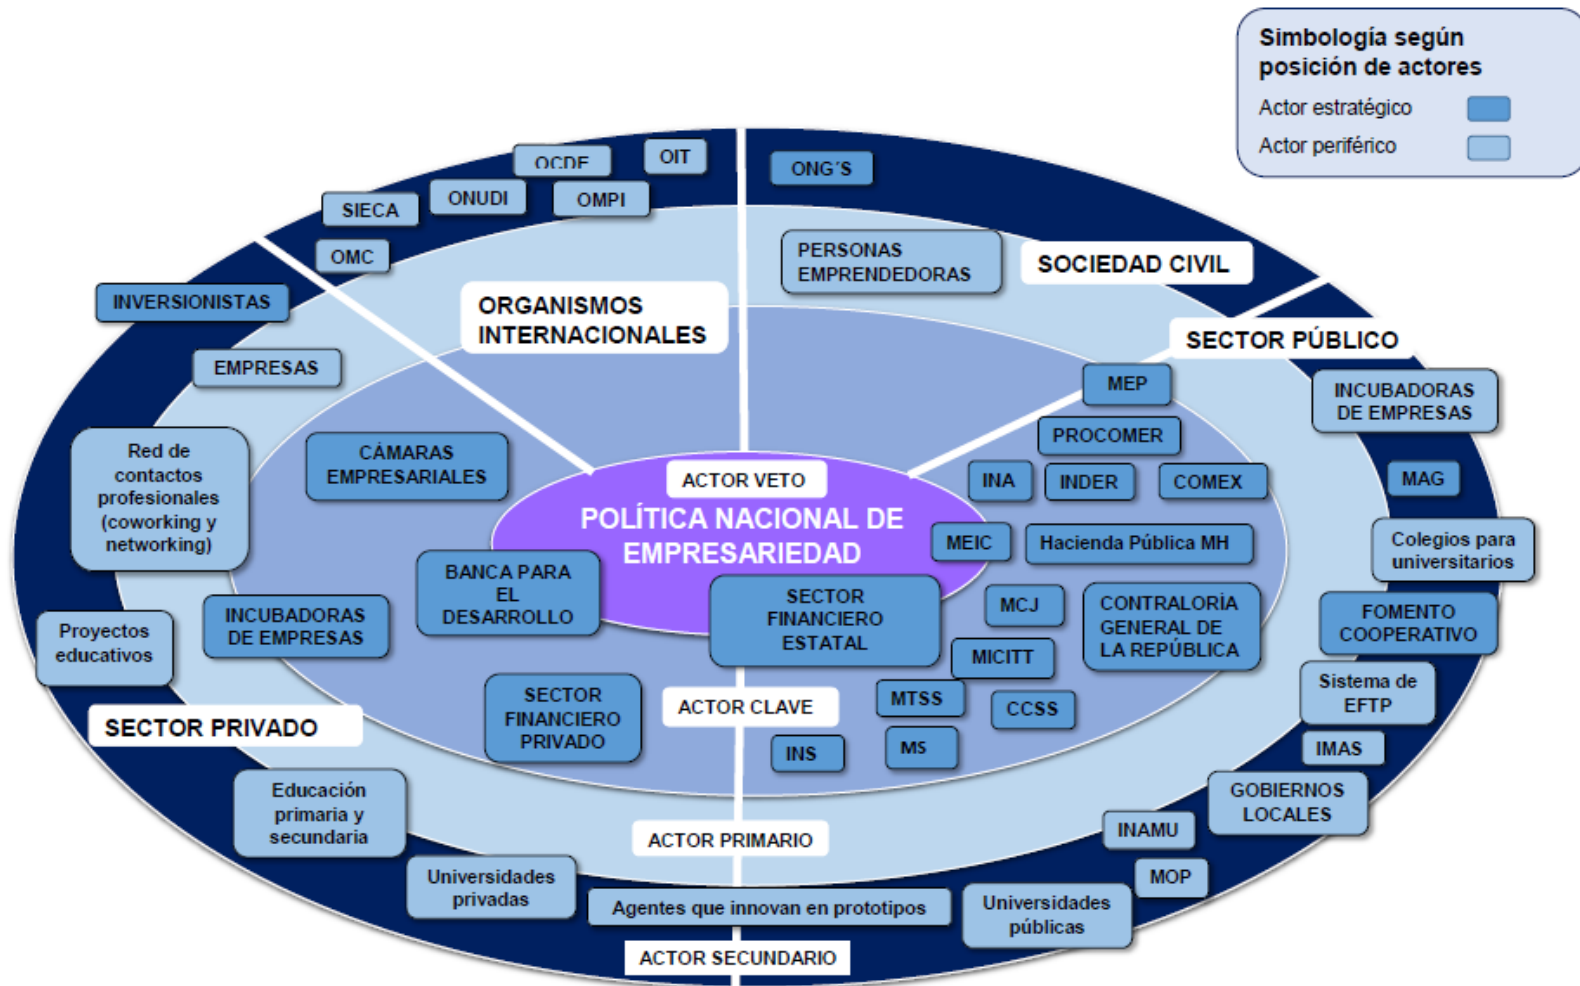 Simbología según
posición de actores
Actor estratégico
Actor periférico
OCDE
OIT
ONG´S
ONUDI
OMPI
SIECA
OMC
PERSONAS
EMPRENDEDORAS
SOCIEDAD CIVIL
INVERSIONISTAS
ORGANISMOS
INTERNACIONALES
SECTOR PÚBLICO
EMPRESAS
MEP
INCUBADORAS
DE EMPRESAS
Red de
contactos
profesionales
(coworking y
networking)
CÁMARAS
EMPRESARIALES
PROCOMER
ACTOR VETO
INA
INDER
COMEX
MAG
POLÍTICA NACIONAL DE
EMPRESARIEDAD
MEIC
Hacienda Pública MH
Colegios para
universitarios
BANCA PARA
EL
DESARROLLO
SECTOR
FINANCIERO
ESTATAL
MCJ
CONTRALORÍA
GENERAL DE
LA REPÚBLICA
FOMENTO
COOPERATIVO
INCUBADORAS
DE EMPRESAS
Proyectos
educativos
MICITT
Sistema de
EFTP
SECTOR
FINANCIERO
PRIVADO
ACTOR CLAVE
MTSS
CCSS
SECTOR PRIVADO
INS
MS
IMAS
Educación
primaria y
secundaria
GOBIERNOS
LOCALES
ACTOR PRIMARIO
INAMU
Universidades
privadas
MOP
Agentes que innovan en prototipos
Universidades
públicas
ACTOR SECUNDARIO